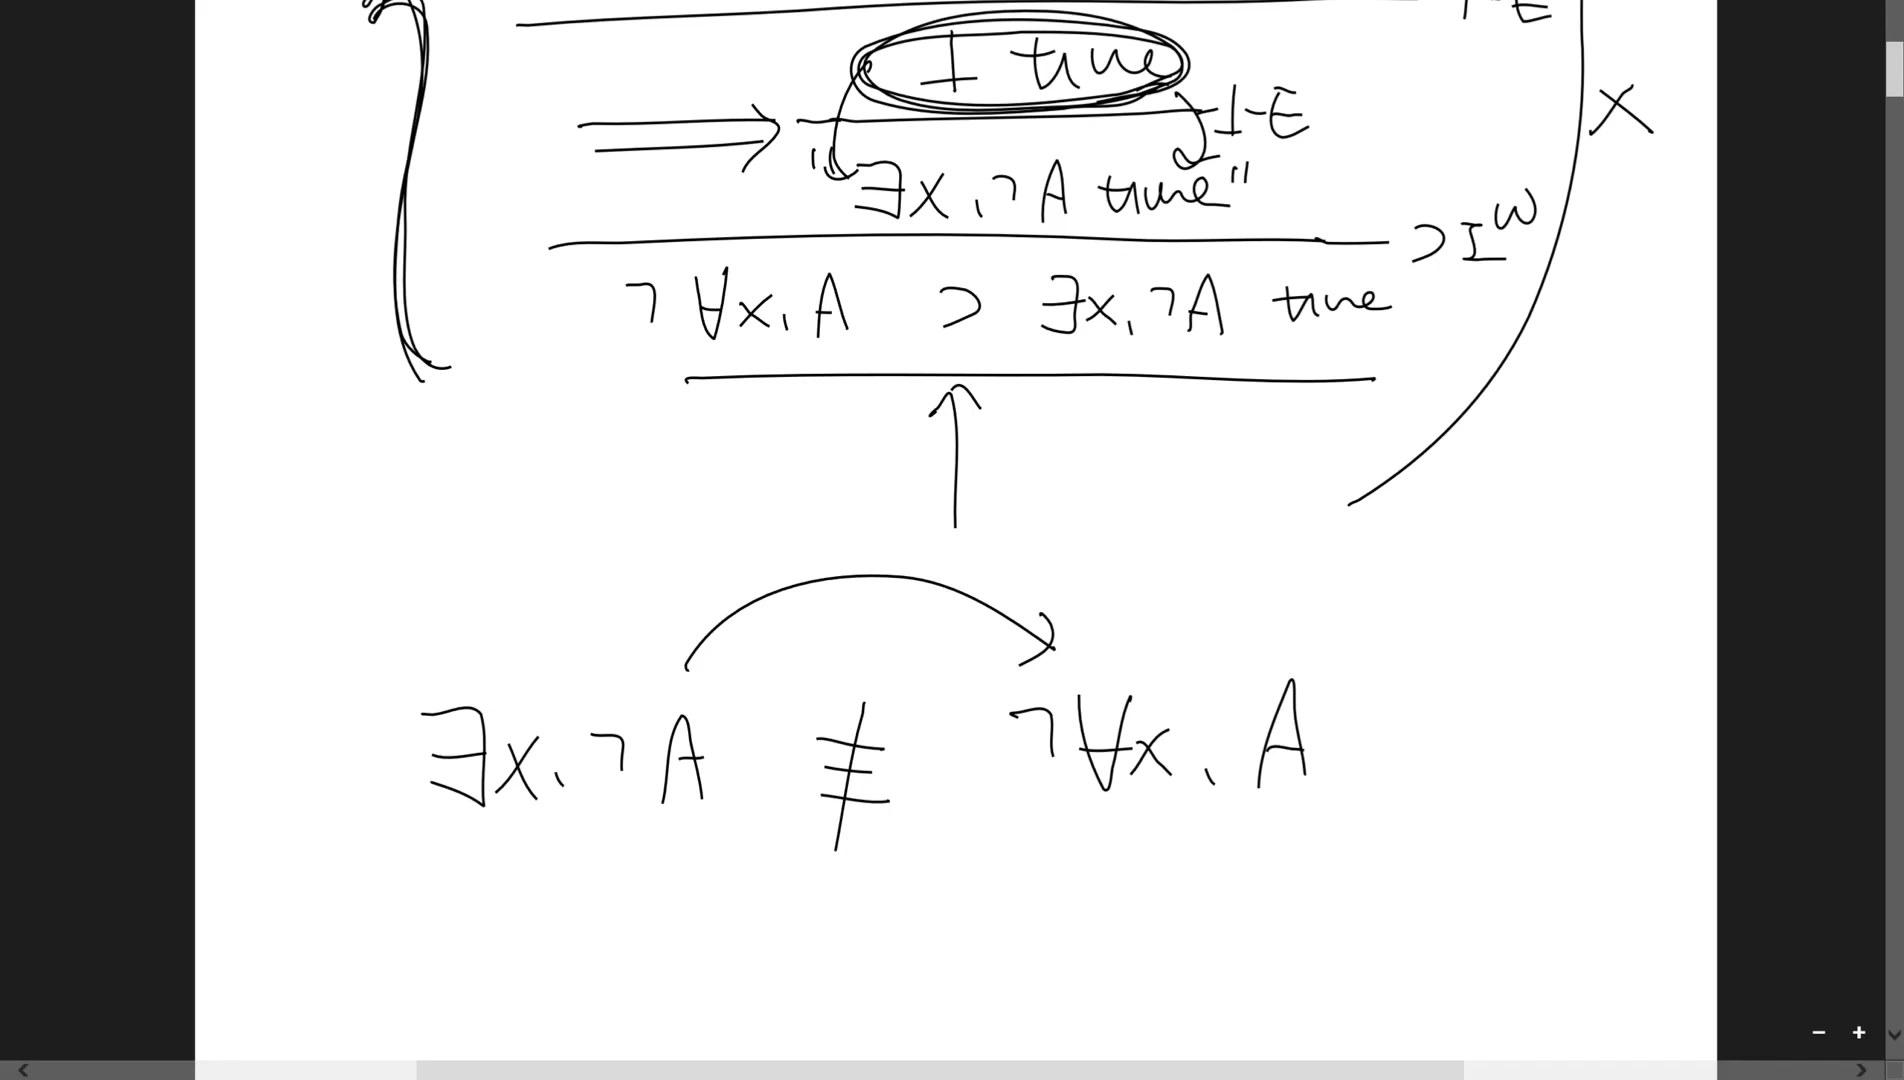 ⊥ true
⊥E
"∃x.¬A true"
⊃I^w
¬∀x.A ⊃ ∃x.¬A true
X
∃x.¬A ≢ ¬∀x.A